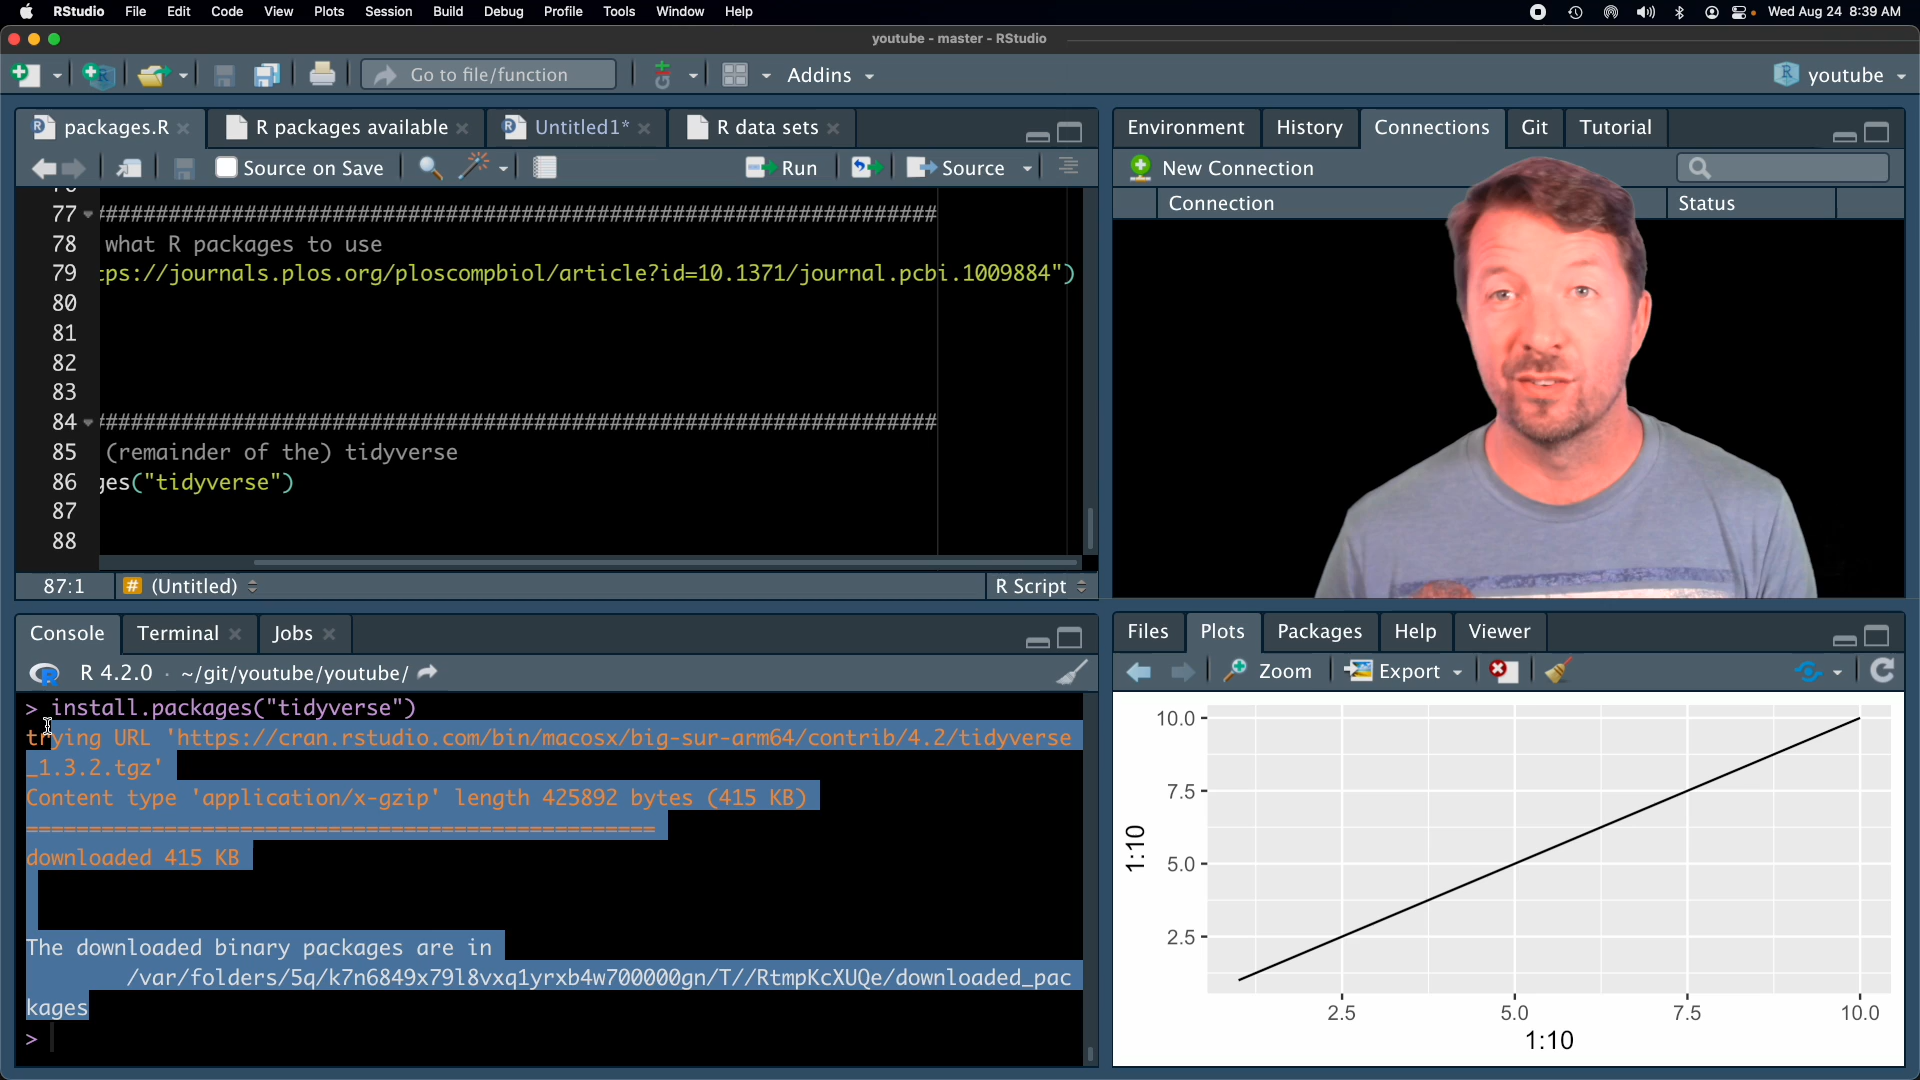 RStudio File Edit Code View Plots Session Build Debug Profile Tools Window Help Wed Aug 24 8:39 AM
youtube - master - RStudio
Go to file/function Addins youtube
packages.R R packages available Untitled1* R data sets
Source on Save Run Source
77 ##################################################################
78 what R packages to use
79 tps://journals.plos.org/ploscompbiol/article?id=10.1371/journal.pcbi.1009884")
80
81
82
83
84 ##################################################################
85 (remainder of the) tidyverse
86 ges("tidyverse")
87
88
87:1 # (Untitled) R Script
Environment History Connections Git Tutorial
New Connection
Connection Status
Console Terminal Jobs
R 4.2.0 · ~/git/youtube/youtube/
> install.packages("tidyverse")
trying URL 'https://cran.rstudio.com/bin/macosx/big-sur-arm64/contrib/4.2/tidyverse
_1.3.2.tgz'
Content type 'application/x-gzip' length 425892 bytes (415 KB)
==================================================
downloaded 415 KB
The downloaded binary packages are in
/var/folders/5q/k7n6849x79l8vxq1yrxb4w700000gn/T//RtmpKcXUQe/downloaded_pac
kages
>
Files Plots Packages Help Viewer
Zoom Export
10.0
7.5
5.0
2.5
1:10
2.5 5.0 7.5 10.0
1:10